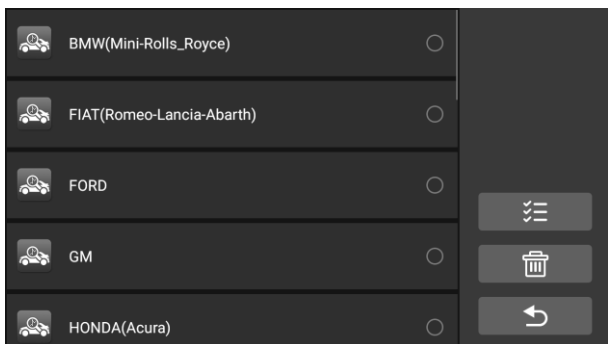 BMW(Mini-Rolls_Royce)
FIAT(Romeo-Lancia-Abarth)
FORD
GM
HONDA(Acura)